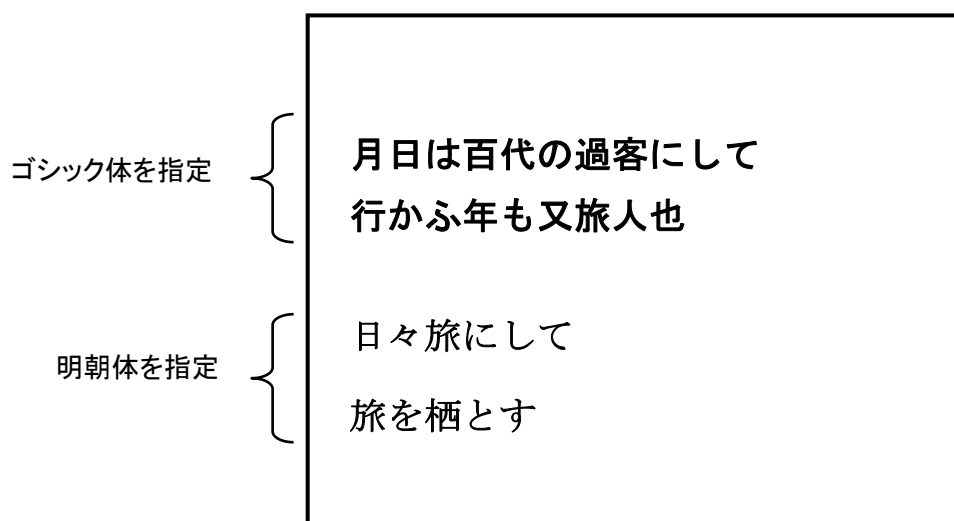 ゴシック体を指定
月日は百代の過客にして
行かふ年も又旅人也
明朝体を指定
日々旅にして
旅を栖とす